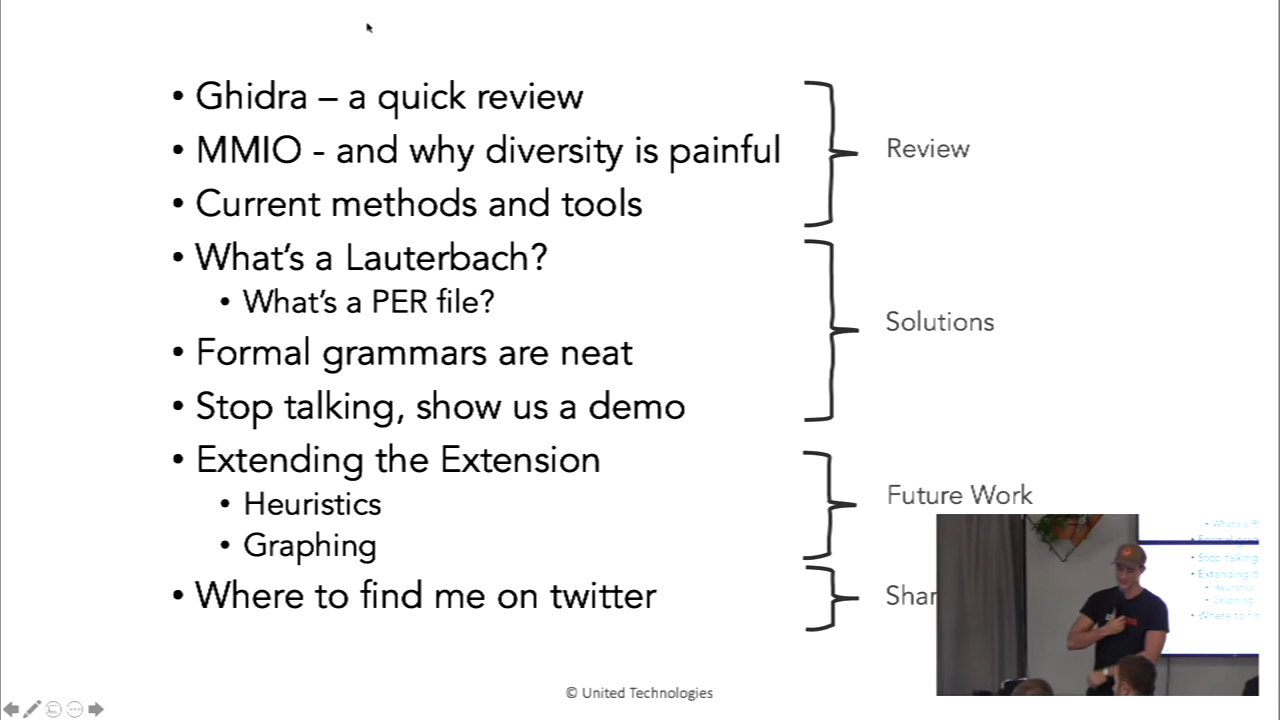 • Ghidra – a quick review
• MMIO - and why diversity is painful
• Current methods and tools
Review
• What's a Lauterbach?
• What's a PER file?
• Formal grammars are neat
• Stop talking, show us a demo
Solutions
• Extending the Extension
• Heuristics
• Graphing
Future Work
• Where to find me on twitter
© United Technologies